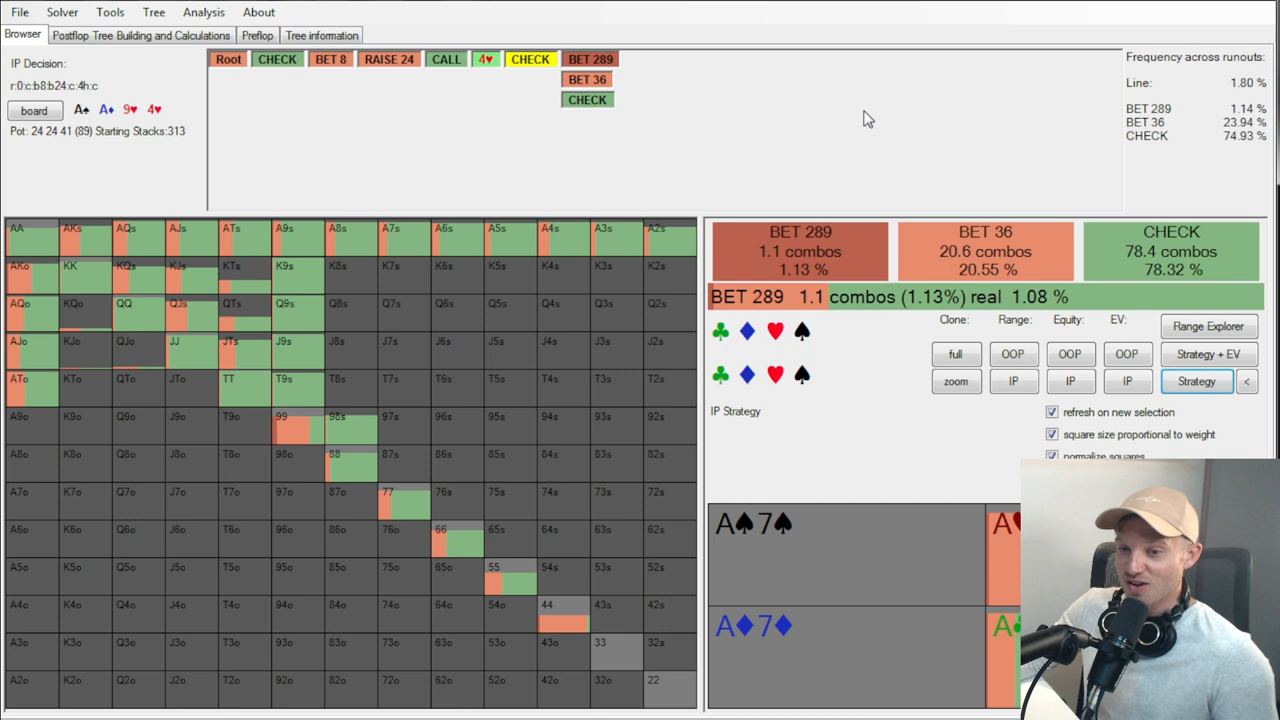 File Solver Tools Tree Analysis About
Browser Postflop Tree Building and Calculations Preflop Tree information
IP Decision:
r:0:c:b8:b24:c:4h:c
board A♠ A♦ 9♥ 4♥
Pot: 24 24 41 (89) Starting Stacks:313
Root CHECK BET 8 RAISE 24 CALL 4♥ CHECK BET 289
BET 36
CHECK
Frequency across runouts:
Line: 1.80 %
BET 289 1.14 %
BET 36 23.94 %
CHECK 74.93 %
AA AKs AQs AJs ATs A9s A8s A7s A6s A5s A4s A3s A2s
AKo KK KQs KJs KTs K9s K8s K7s K6s K5s K4s K3s K2s
AQo KQo QQ QJs QTs Q9s Q8s Q7s Q6s Q5s Q4s Q3s Q2s
AJo KJo QJo JJ JTs J9s J8s J7s J6s J5s J4s J3s J2s
ATo KTo QTo JTo TT T9s T8s T7s T6s T5s T4s T3s T2s
A9o K9o Q9o J9o T9o 99 98s 97s 96s 95s 94s 93s 92s
A8o K8o Q8o J8o T8o 98o 88 87s 86s 85s 84s 83s 82s
A7o K7o Q7o J7o T7o 97o 87o 77 76s 75s 74s 73s 72s
A6o K6o Q6o J6o T6o 96o 86o 76o 66 65s 64s 63s 62s
A5o K5o Q5o J5o T5o 95o 85o 75o 65o 55 54s 53s 52s
A4o K4o Q4o J4o T4o 94o 84o 74o 64o 54o 44 43s 42s
A3o K3o Q3o J3o T3o 93o 83o 73o 63o 53o 43o 33 32s
A2o K2o Q2o J2o T2o 92o 82o 72o 62o 52o 42o 32o 22
BET 289
1.1 combos
1.13 %
BET 36
20.6 combos
20.55 %
CHECK
78.4 combos
78.32 %
BET 289 1.1 combos (1.13%) real 1.08 %
♣ ♦ ♥ ♠
♣ ♦ ♥ ♠
Clone: Range: Equity: EV: Range Explorer
full OOP OOP OOP Strategy + EV
zoom IP IP IP Strategy <
IP Strategy
refresh on new selection
square size proportional to weight
normalize squares
A♠7♠ A♥
A♦7♦ A♣